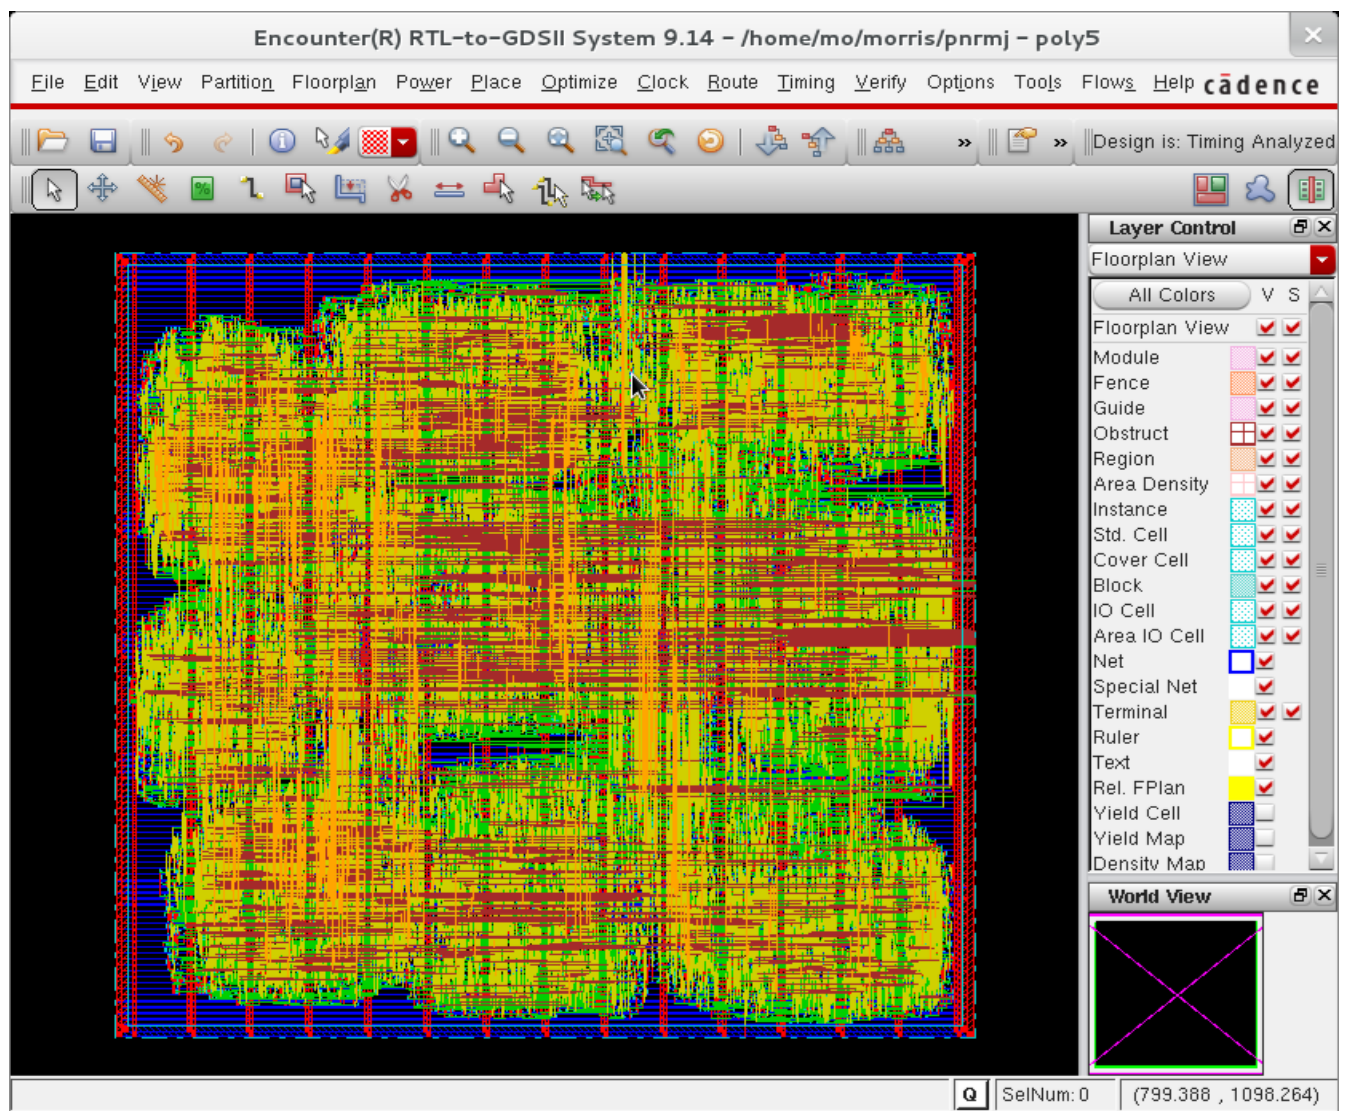 Encounter(R) RTL-to-GDSII System 9.14 - /home/mo/morris/pnrmj - poly5
File Edit View Partition Floorplan Power Place Optimize Clock Route Timing Verify Options Tools Flows Help cādence
» » Design is: Timing Analyzed
Layer Control
Floorplan View
All Colors V S
Floorplan View
Module
Fence
Guide
Obstruct
Region
Area Density
Instance
Std. Cell
Cover Cell
Block
IO Cell
Area IO Cell
Net
Special Net
Terminal
Ruler
Text
Rel. FPlan
Yield Cell
Yield Map
Density Map
World View
Q SelNum: 0 (799.388 , 1098.264)